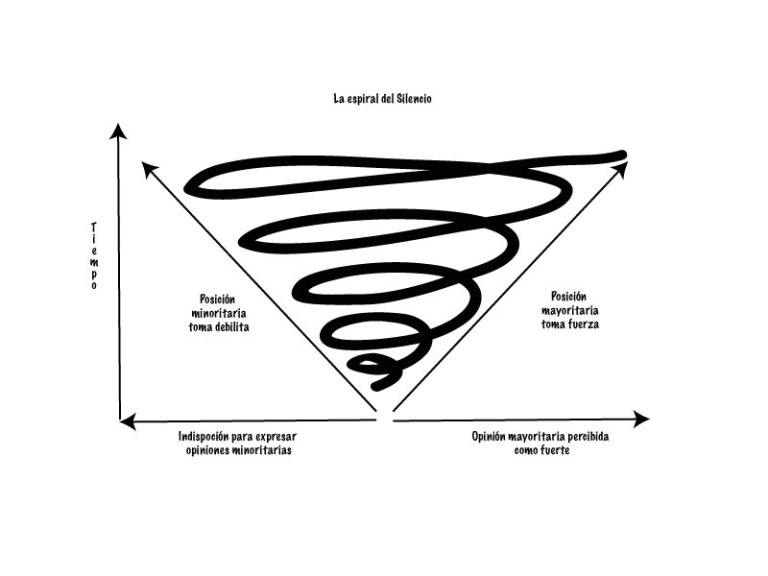 La espiral del Silencio
Tiempo
Posición
minoritaria
toma debilita
Posición
mayoritaria
toma fuerza
Indispoción para expresar
opiniones minoritarias
Opinión mayoritaria percibida
como fuerte